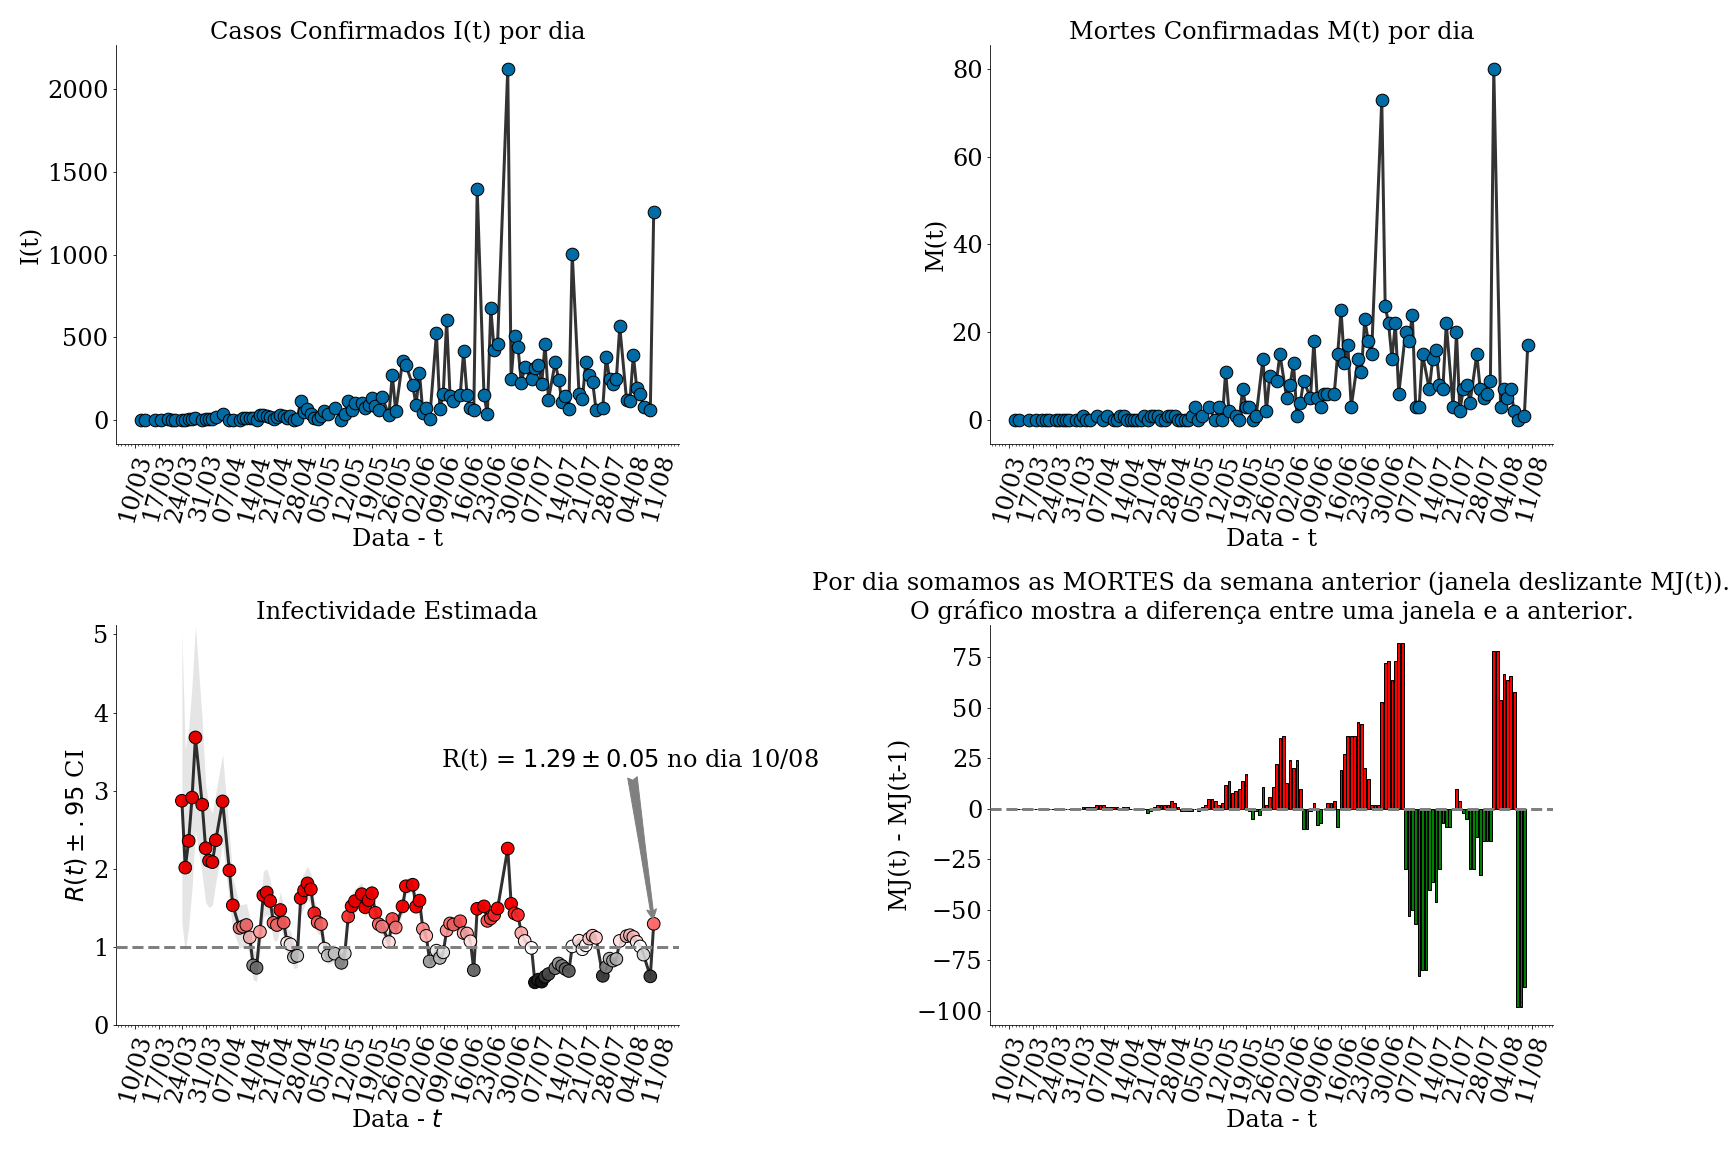 Casos Confirmados I(t) por dia
2000
1500
1000
500
0
I(t)
10/03 17/03 24/03 31/03 07/04 14/04 21/04 28/04 05/05 12/05 19/05 26/05 02/06 09/06 16/06 23/06 30/06 07/07 14/07 21/07 28/07 04/08 11/08
Data - t
Mortes Confirmadas M(t) por dia
80
60
40
20
0
M(t)
10/03 17/03 24/03 31/03 07/04 14/04 21/04 28/04 05/05 12/05 19/05 26/05 02/06 09/06 16/06 23/06 30/06 07/07 14/07 21/07 28/07 04/08 11/08
Data - t
Infectividade Estimada
5
4
3
2
1
0
R(t) ± .95 CI
R(t) = 1.29 ± 0.05 no dia 10/08
10/03 17/03 24/03 31/03 07/04 14/04 21/04 28/04 05/05 12/05 19/05 26/05 02/06 09/06 16/06 23/06 30/06 07/07 14/07 21/07 28/07 04/08 11/08
Data - t
Por dia somamos as MORTES da semana anterior (janela deslizante MJ(t)).
O gráfico mostra a diferença entre uma janela e a anterior.
75
50
25
0
−25
−50
−75
−100
MJ(t) - MJ(t-1)
10/03 17/03 24/03 31/03 07/04 14/04 21/04 28/04 05/05 12/05 19/05 26/05 02/06 09/06 16/06 23/06 30/06 07/07 14/07 21/07 28/07 04/08 11/08
Data - t